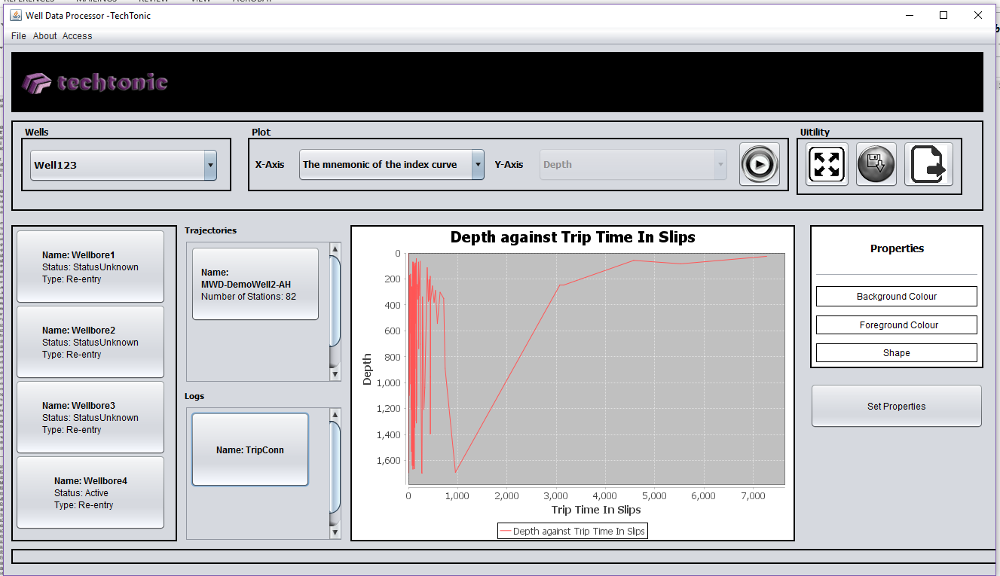 REFERENCES MAILINGS REVIEW VIEW ACROBAT
Well Data Processor -TechTonic
File About Access
techtonic
Wells
Plot
Uitility
Well123
X-Axis
The mnemonic of the index curve
Y-Axis
Depth
Name: Wellbore1
Status: StatusUnknown
Type: Re-entry
Name: Wellbore2
Status: StatusUnknown
Type: Re-entry
Name: Wellbore3
Status: StatusUnknown
Type: Re-entry
Name: Wellbore4
Status: Active
Type: Re-entry
Trajectories
Name:
MWD-DemoWell2-AH
Number of Stations: 82
Logs
Name: TripConn
Depth against Trip Time In Slips
Depth
0
200
400
600
800
1,000
1,200
1,400
1,600
0 1,000 2,000 3,000 4,000 5,000 6,000 7,000
Trip Time In Slips
Depth against Trip Time In Slips
Properties
Background Colour
Foreground Colour
Shape
Set Properties